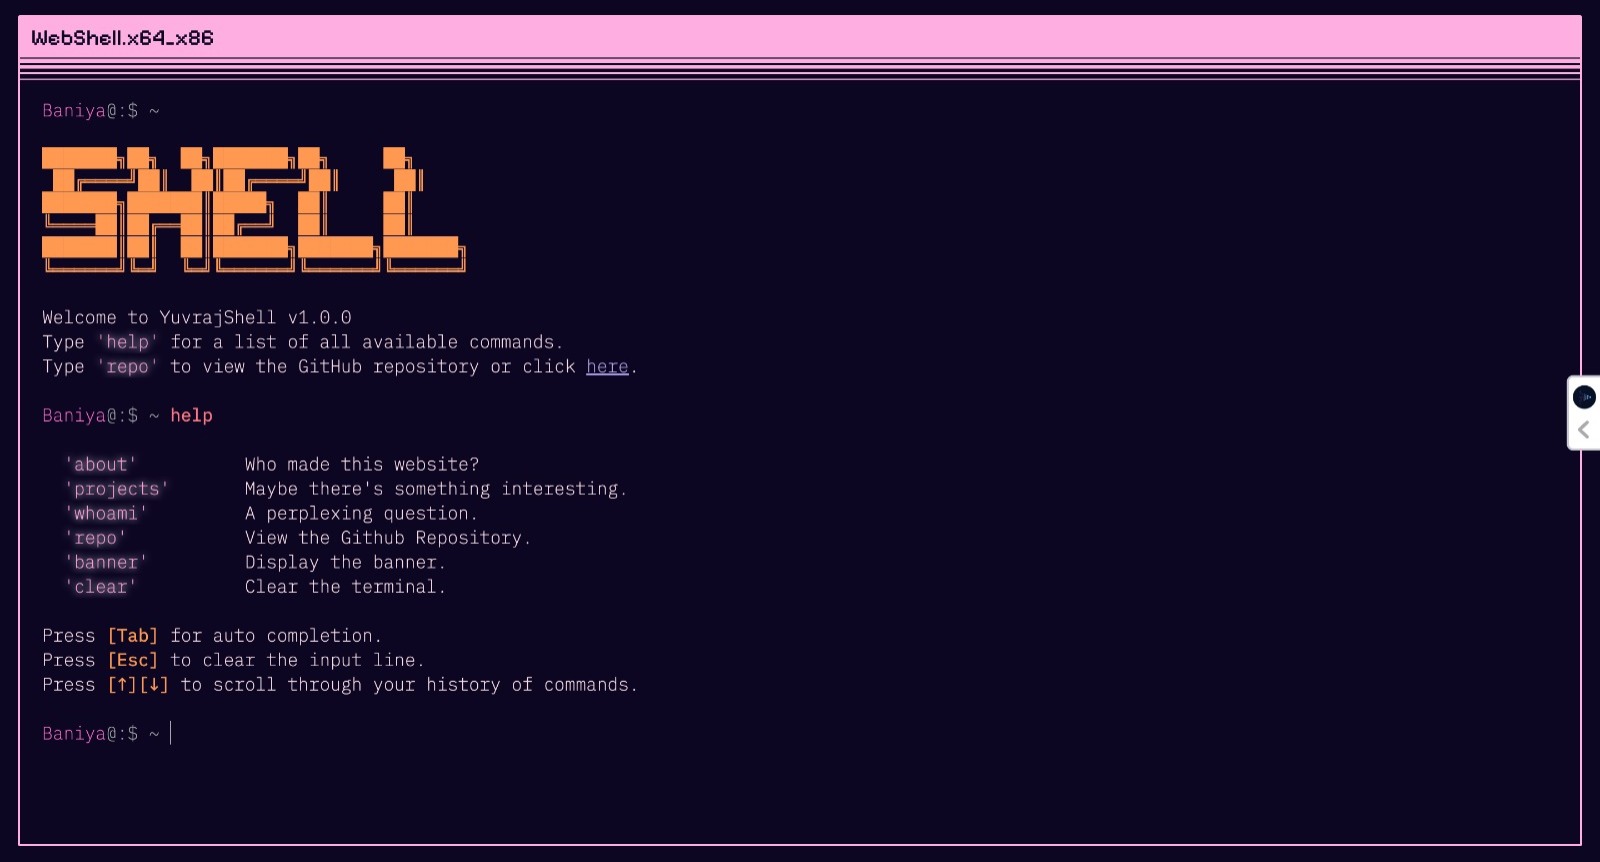 WebShell.x64_x86
Baniya@:$ ~
SHELL
Welcome to YuvrajShell v1.0.0
Type 'help' for a list of all available commands.
Type 'repo' to view the GitHub repository or click here.
Baniya@:$ ~ help
'about' Who made this website?
'projects' Maybe there's something interesting.
'whoami' A perplexing question.
'repo' View the Github Repository.
'banner' Display the banner.
'clear' Clear the terminal.
Press [Tab] for auto completion.
Press [Esc] to clear the input line.
Press [↑][↓] to scroll through your history of commands.
Baniya@:$ ~